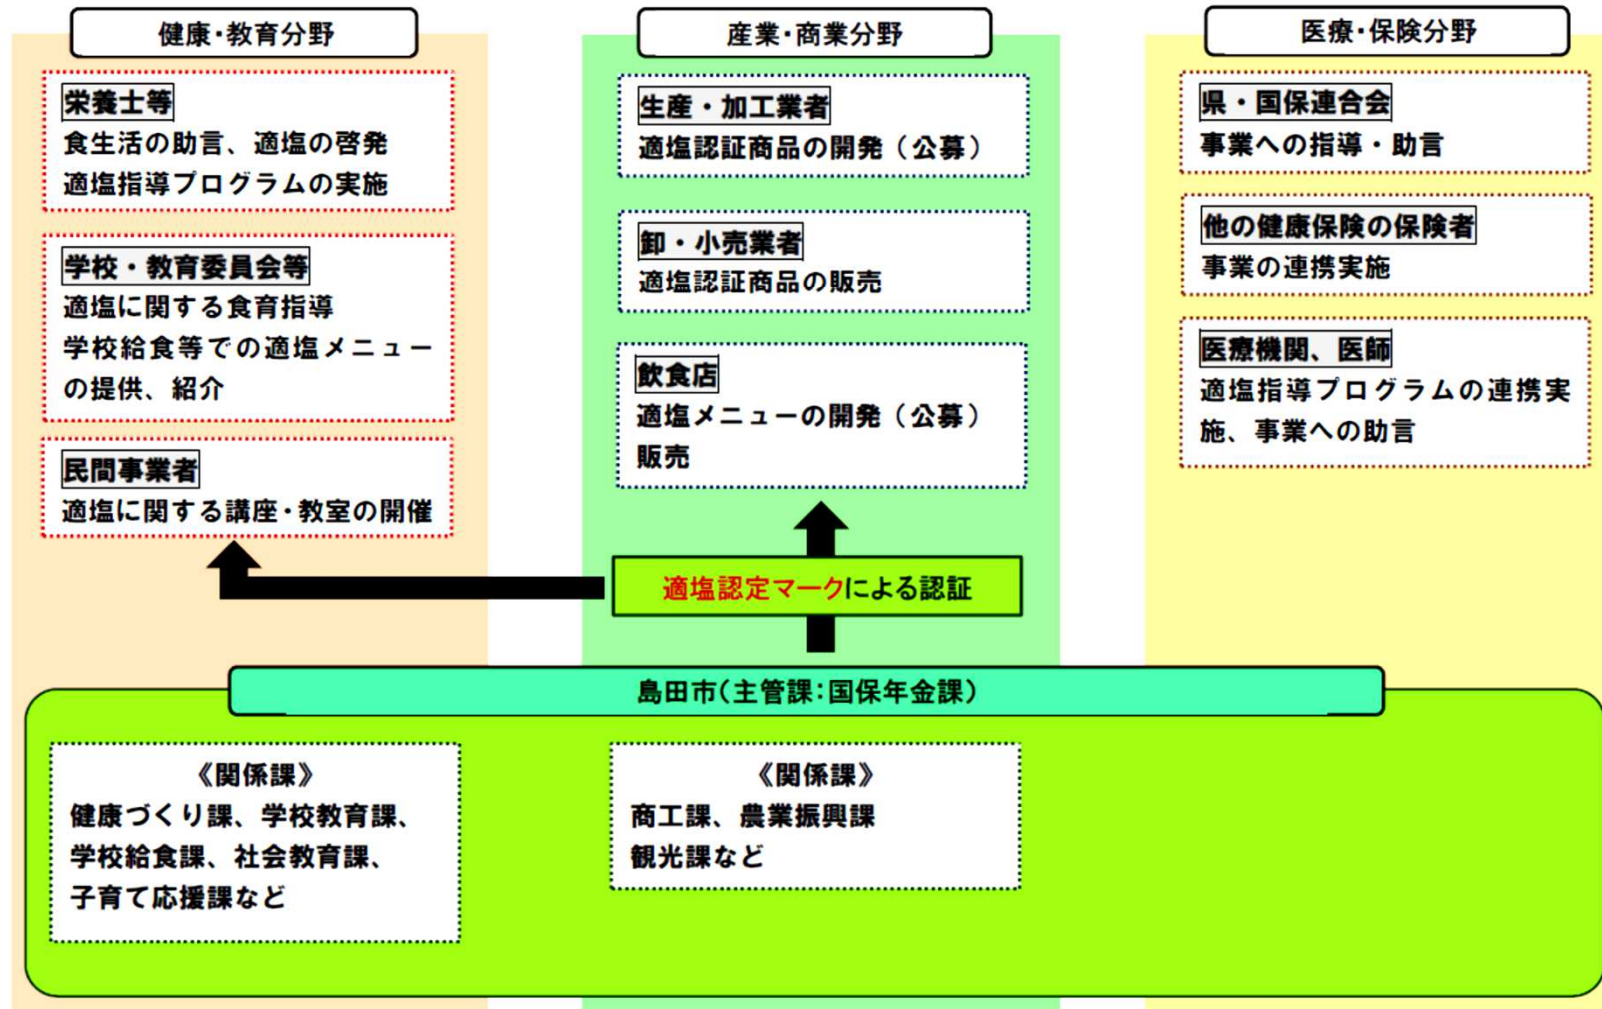 健康・教育分野
栄養士等
食生活の助言、適塩の啓発
適塩指導プログラムの実施
学校・教育委員会等
適塩に関する食育指導
学校給食等での適塩メニュー
の提供、紹介
民間事業者
適塩に関する講座・教室の開催
産業・商業分野
生産・加工業者
適塩認証商品の開発（公募）
卸・小売業者
適塩認証商品の販売
飲食店
適塩メニューの開発（公募）
販売
医療・保険分野
県・国保連合会
事業への指導・助言
他の健康保険の保険者
事業の連携実施
医療機関、医師
適塩指導プログラムの連携実
施、事業への助言
適塩認定マークによる認証
島田市（主管課：国保年金課）
《関係課》
健康づくり課、学校教育課、
学校給食課、社会教育課、
子育て応援課など
《関係課》
商工課、農業振興課
観光課など